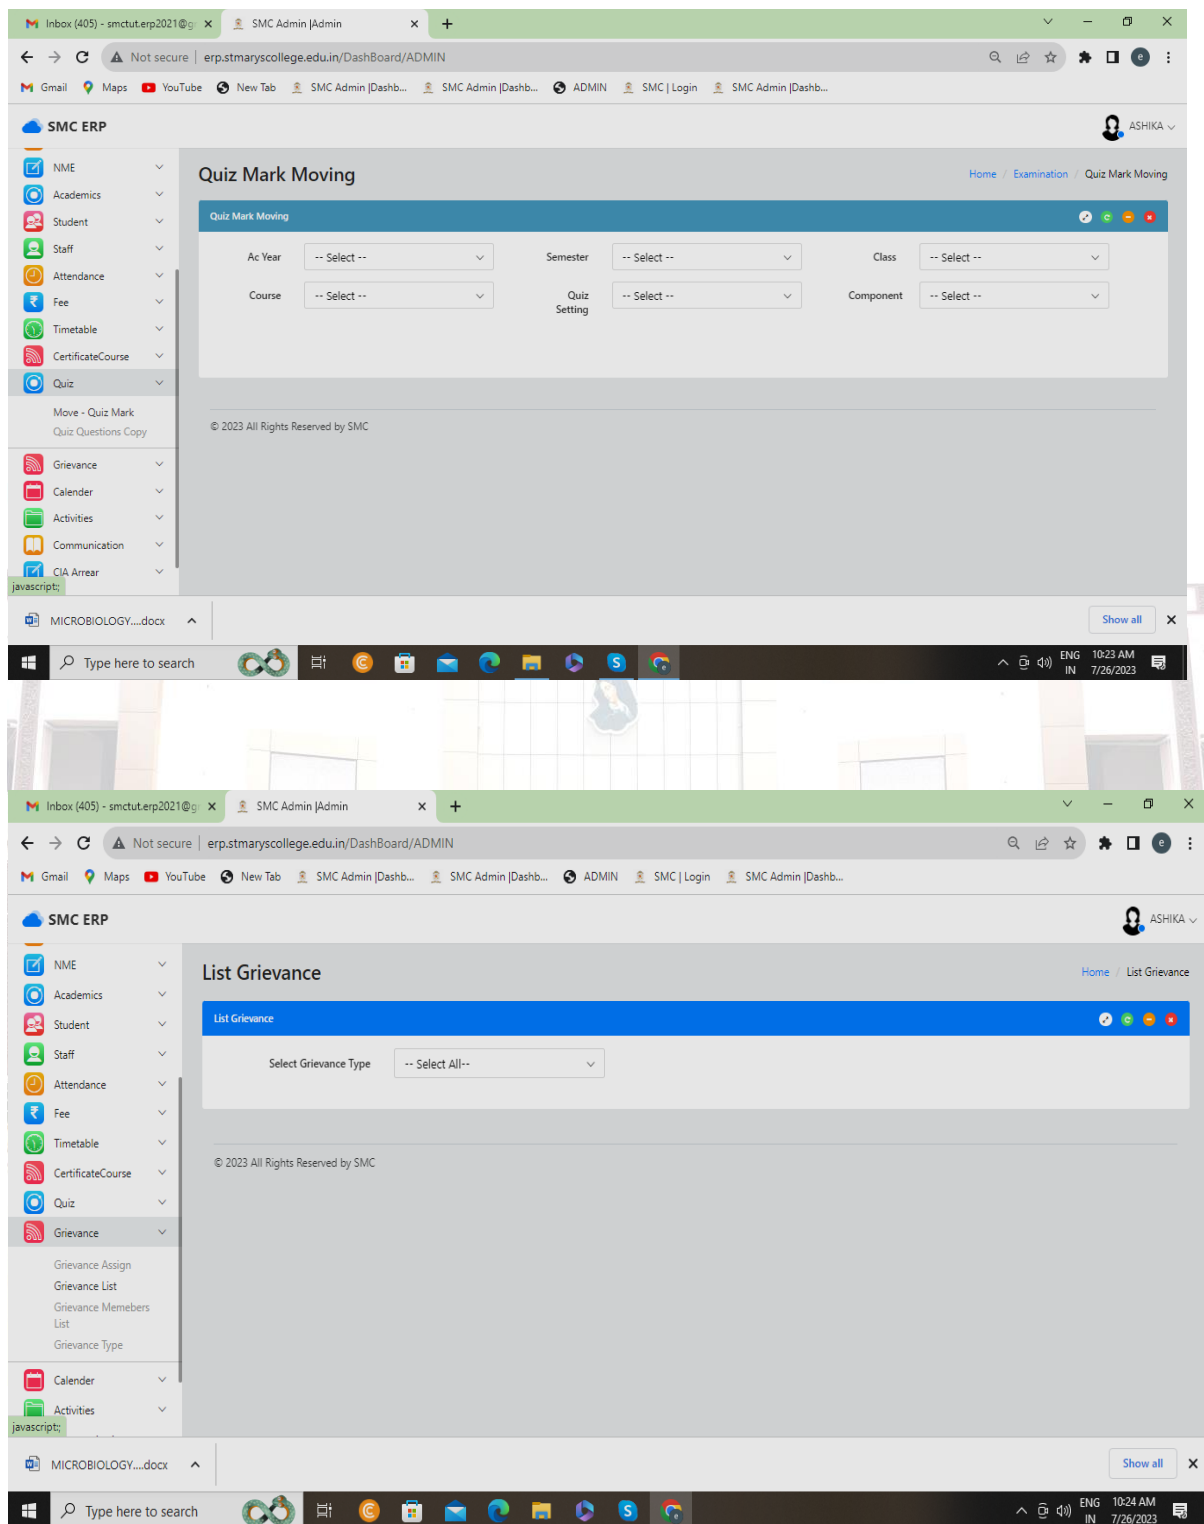 Inbox (405) - smctut.erp2021@g
SMC Admin |Admin
Not secure | erp.stmaryscollege.edu.in/DashBoard/ADMIN
Gmail Maps YouTube New Tab SMC Admin |Dashb... SMC Admin |Dashb... ADMIN SMC | Login SMC Admin |Dashb...
SMC ERP
ASHIKA
NME
Academics
Student
Staff
Attendance
Fee
Timetable
CertificateCourse
Quiz
Move - Quiz Mark
Quiz Questions Copy
Grievance
Calender
Activities
Communication
CIA Arrear
javascript:;
Quiz Mark Moving
Home / Examination / Quiz Mark Moving
Quiz Mark Moving
Ac Year -- Select -- Semester -- Select -- Class -- Select --
Course -- Select -- Quiz Setting -- Select -- Component -- Select --
© 2023 All Rights Reserved by SMC
MICROBIOLOGY....docx
Show all
Type here to search
ENG IN
10:23 AM
7/26/2023
Inbox (405) - smctut.erp2021@g
SMC Admin |Admin
Not secure | erp.stmaryscollege.edu.in/DashBoard/ADMIN
Gmail Maps YouTube New Tab SMC Admin |Dashb... SMC Admin |Dashb... ADMIN SMC | Login SMC Admin |Dashb...
SMC ERP
ASHIKA
NME
Academics
Student
Staff
Attendance
Fee
Timetable
CertificateCourse
Quiz
Grievance
Grievance Assign
Grievance List
Grievance Memebers
List
Grievance Type
Calender
Activities
javascript:;
List Grievance
Home / List Grievance
List Grievance
Select Grievance Type -- Select All--
© 2023 All Rights Reserved by SMC
MICROBIOLOGY....docx
Show all
Type here to search
ENG IN
10:24 AM
7/26/2023